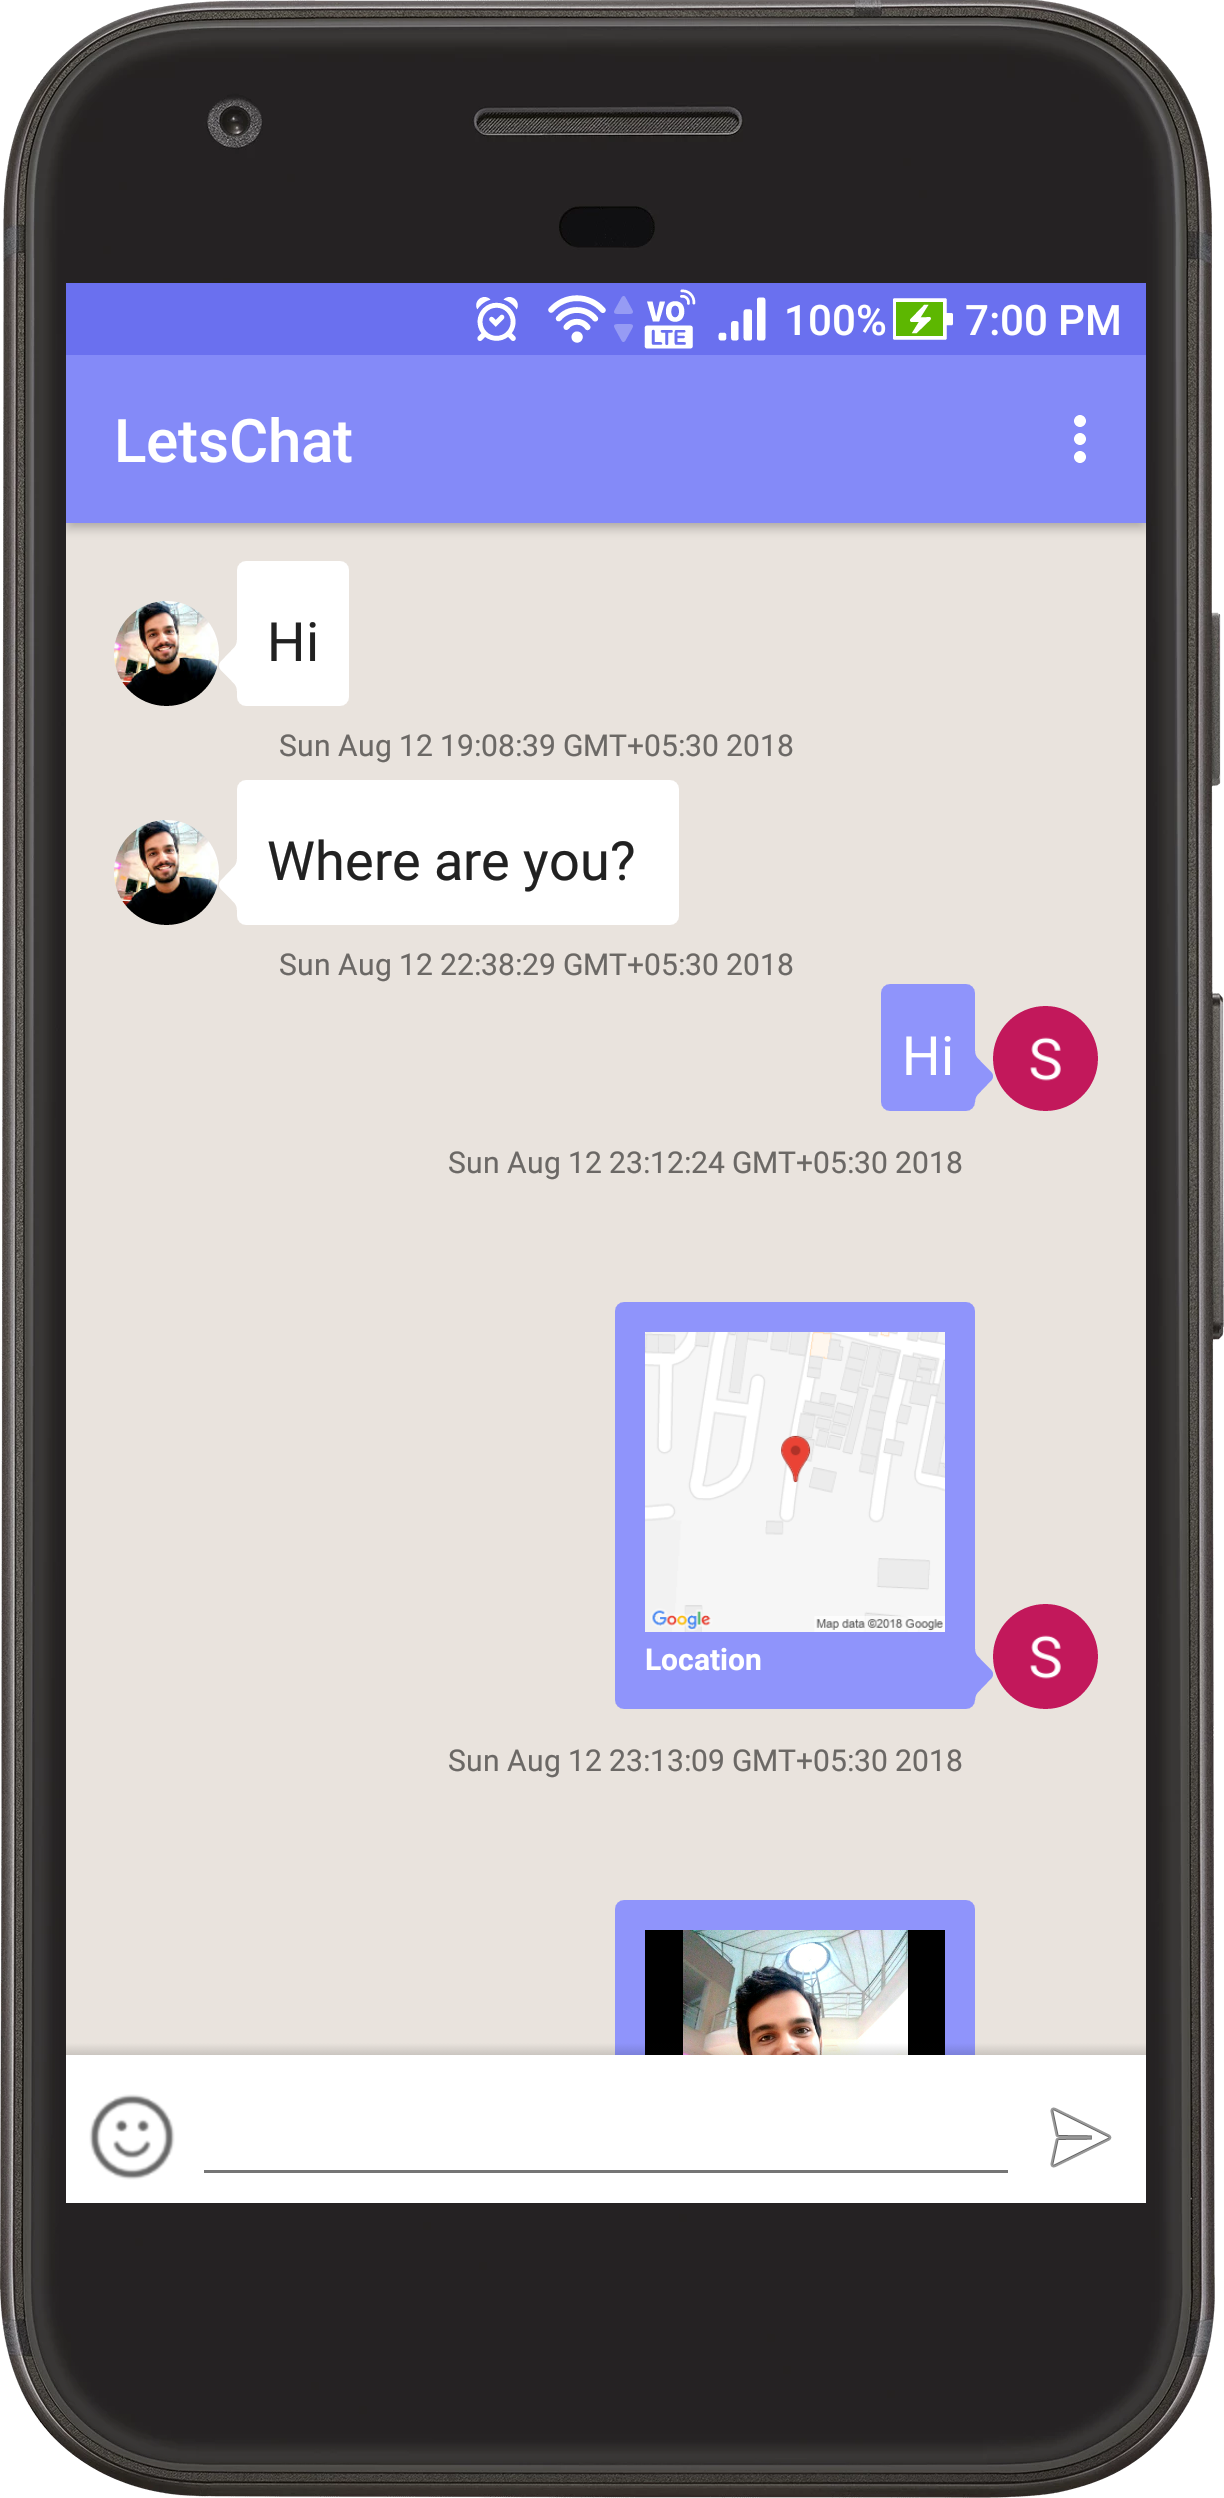 VO
LTE
100%
7:00 PM
LetsChat
Hi
Sun Aug 12 19:08:39 GMT+05:30 2018
Where are you?
Sun Aug 12 22:38:29 GMT+05:30 2018
Hi
S
Sun Aug 12 23:12:24 GMT+05:30 2018
Google
Map data ©2018 Google
Location
S
Sun Aug 12 23:13:09 GMT+05:30 2018